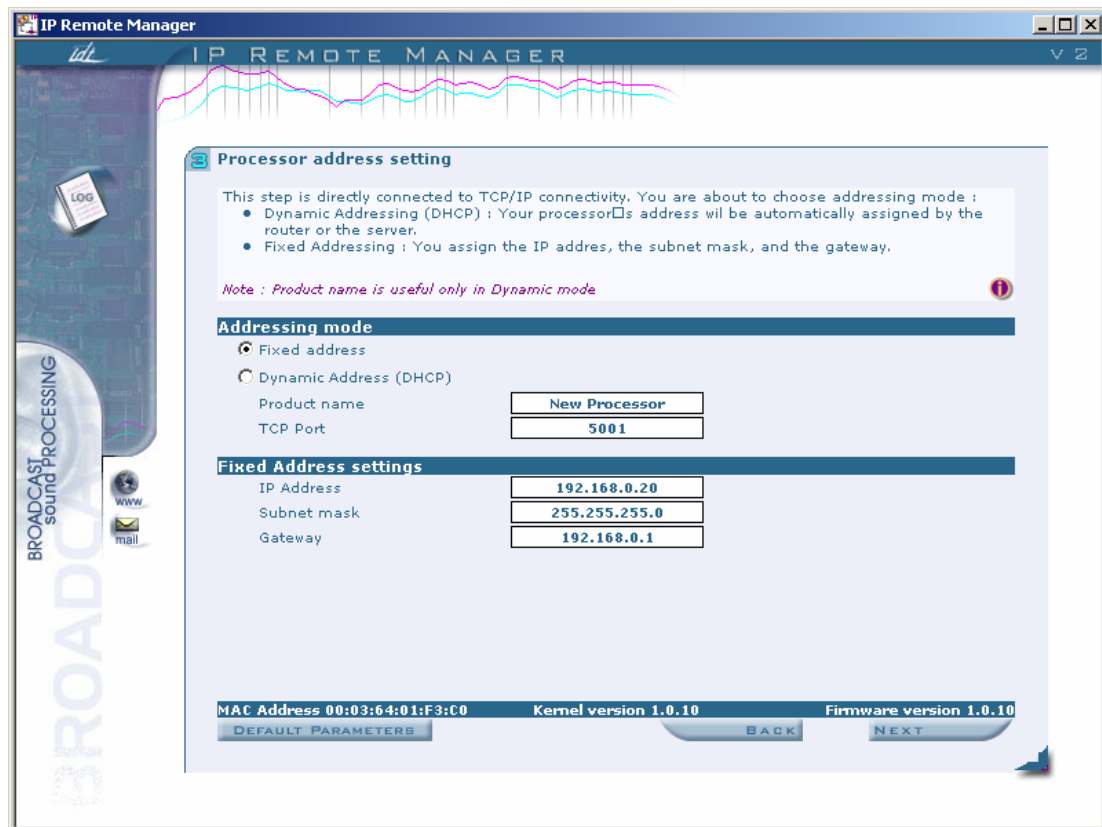 IP Remote Manager
idt
IP REMOTE MANAGER
V 2
3 Processor address setting
This step is directly connected to TCP/IP connectivity. You are about to choose addressing mode :
• Dynamic Addressing (DHCP) : Your processor□s address wil be automatically assigned by the
router or the server.
• Fixed Addressing : You assign the IP addres, the subnet mask, and the gateway.
Note : Product name is useful only in Dynamic mode
LOG
Addressing mode
Fixed address
Dynamic Address (DHCP)
Product name New Processor
TCP Port 5001
Fixed Address settings
IP Address 192.168.0.20
Subnet mask 255.255.255.0
Gateway 192.168.0.1
BROADCAST
sound PROCESSING
www
mail
BROADCAST
MAC Address 00:03:64:01:F3:C0 Kernel version 1.0.10 Firmware version 1.0.10
DEFAULT PARAMETERS BACK NEXT